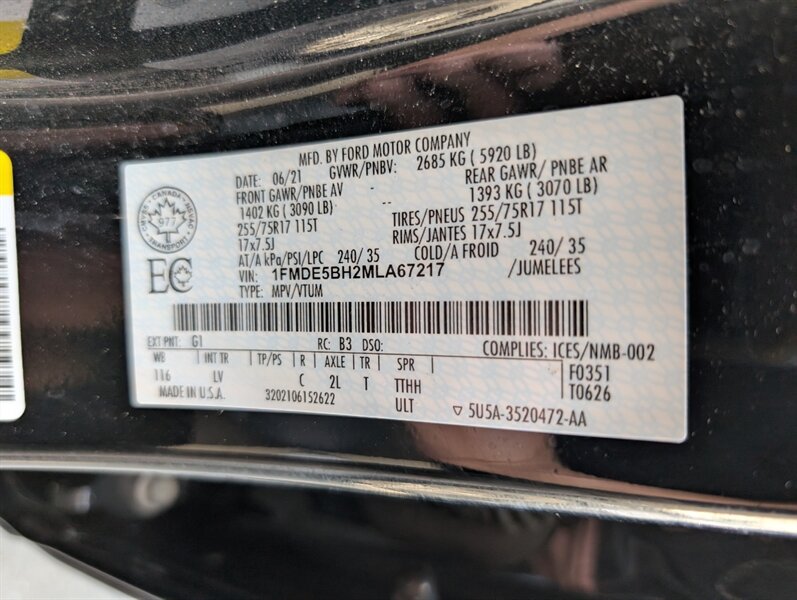 MFD. BY FORD MOTOR COMPANY
DATE: 06/21 GVWR/PNBV: 2685 KG ( 5920 LB)
FRONT GAWR/PNBE AV REAR GAWR/ PNBE AR
1402 KG ( 3090 LB) 1393 KG ( 3070 LB)
255/75R17 115T TIRES/PNEUS 255/75R17 115T
17x7.5J RIMS/JANTES 17x7.5J
AT/A kPa/PSI/LPC 240/ 35 COLD/A FROID 240/ 35
VIN: 1FMDE5BH2MLA67217 /JUMELEES
TYPE: MPV/VTUM
CANADA
977
TRANSPORT
EC
EXT PNT: G1 RC: B3 DSO: COMPLIES: ICES/NMB-002
WB INT TR TP/PS R AXLE TR SPR F0351
116 LV C 2L T TTHH T0626
MADE IN U.S.A. 3202106152622 ULT ▽ 5U5A-3520472-AA